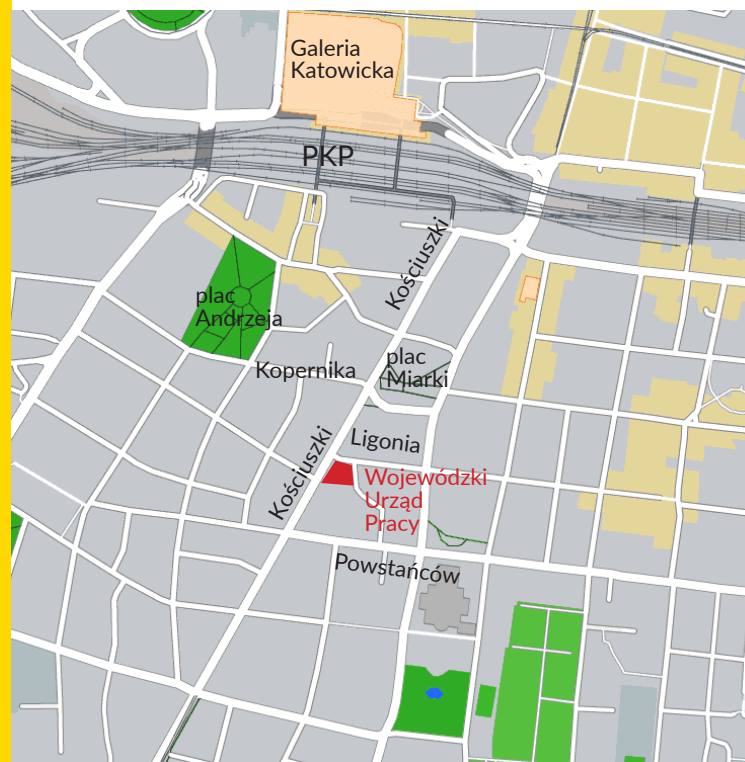 Galeria
Katowicka
PKP
Kościuszki
plac
Andrzeja
plac
Miarki
Kopernika
Kościuszki
Ligonia
Wojewódzki
Urząd
Pracy
Powstańców